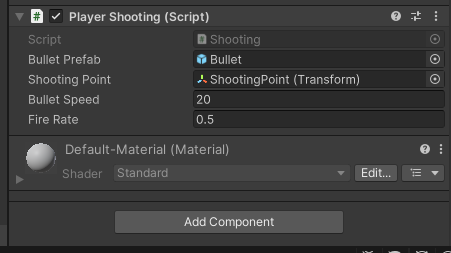 Player Shooting (Script)
Script Shooting
Bullet Prefab Bullet
Shooting Point ShootingPoint (Transform)
Bullet Speed 20
Fire Rate 0.5
Default-Material (Material)
Shader Standard Edit...
Add Component